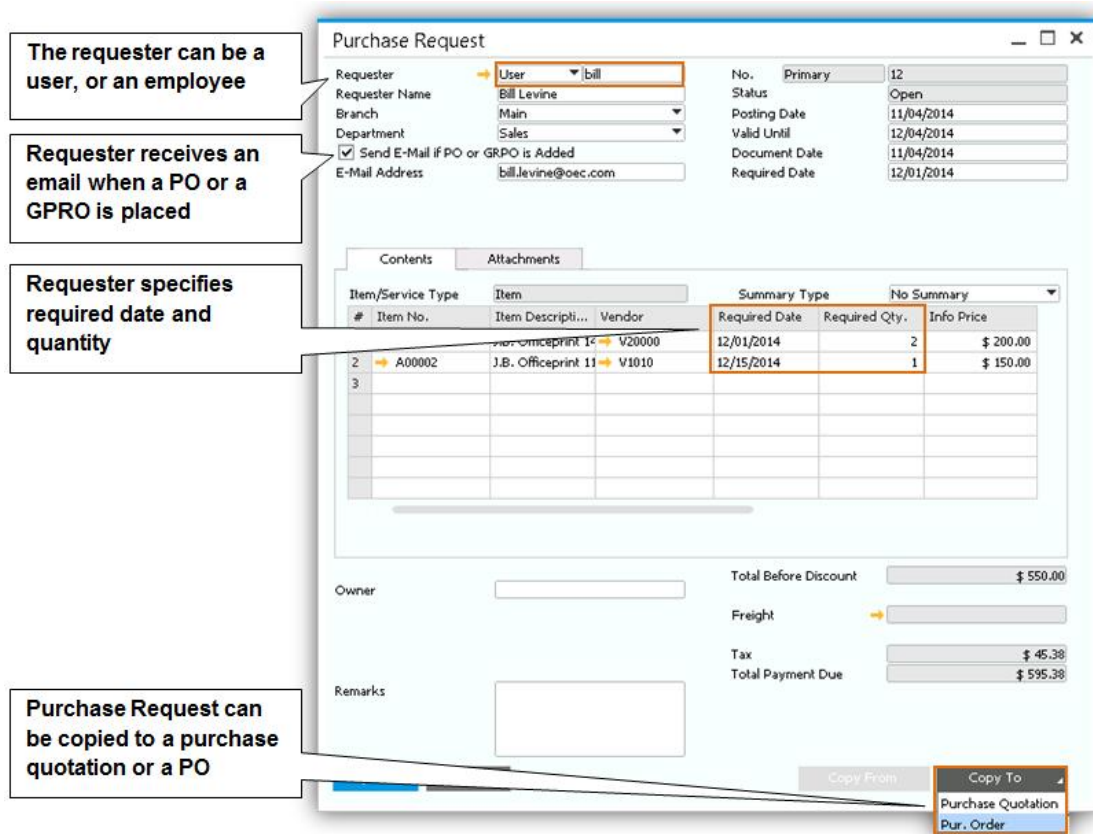 The requester can be a
user, or an employee
Requester receives an
email when a PO or a
GPRO is placed
Requester specifies
required date and
quantity
Purchase Request can
be copied to a purchase
quotation or a PO
Purchase Request
Requester User bill
Requester Name Bill Levine
Branch Main
Department Sales
Send E-Mail if PO or GRPO is Added
E-Mail Address bill.levine@oec.com
No. Primary 12
Status Open
Posting Date 11/04/2014
Valid Until 12/04/2014
Document Date 11/04/2014
Required Date 12/01/2014
Contents Attachments
Item/Service Type Item Summary Type No Summary
# Item No. Item Descripti... Vendor Required Date Required Qty. Info Price
J.B. Officeprint 14 V20000 12/01/2014 2 $ 200.00
2 A00002 J.B. Officeprint 11 V1010 12/15/2014 1 $ 150.00
3
Owner
Remarks
Total Before Discount $ 550.00
Freight
Tax $ 45.38
Total Payment Due $ 595.38
Copy From Copy To
Purchase Quotation
Pur. Order